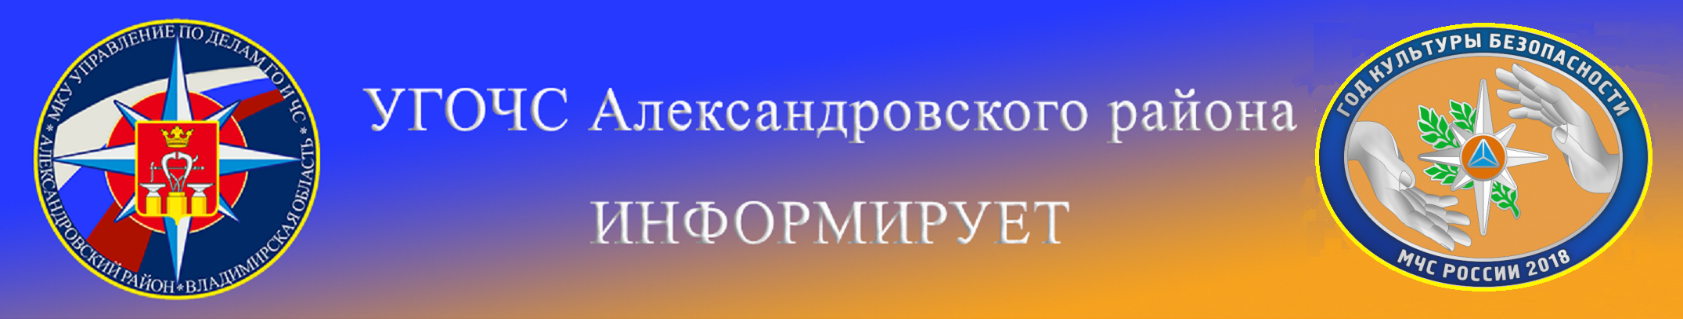 МКУ УПРАВЛЕНИЕ ПО ДЕЛАМ ГО И ЧС
* АЛЕКСАНДРОВСКИЙ РАЙОН * ВЛАДИМИРСКАЯ ОБЛАСТЬ *
УГОЧС Александровского района
ИНФОРМИРУЕТ
ГОД КУЛЬТУРЫ БЕЗОПАСНОСТИ
МЧС РОССИИ 2018